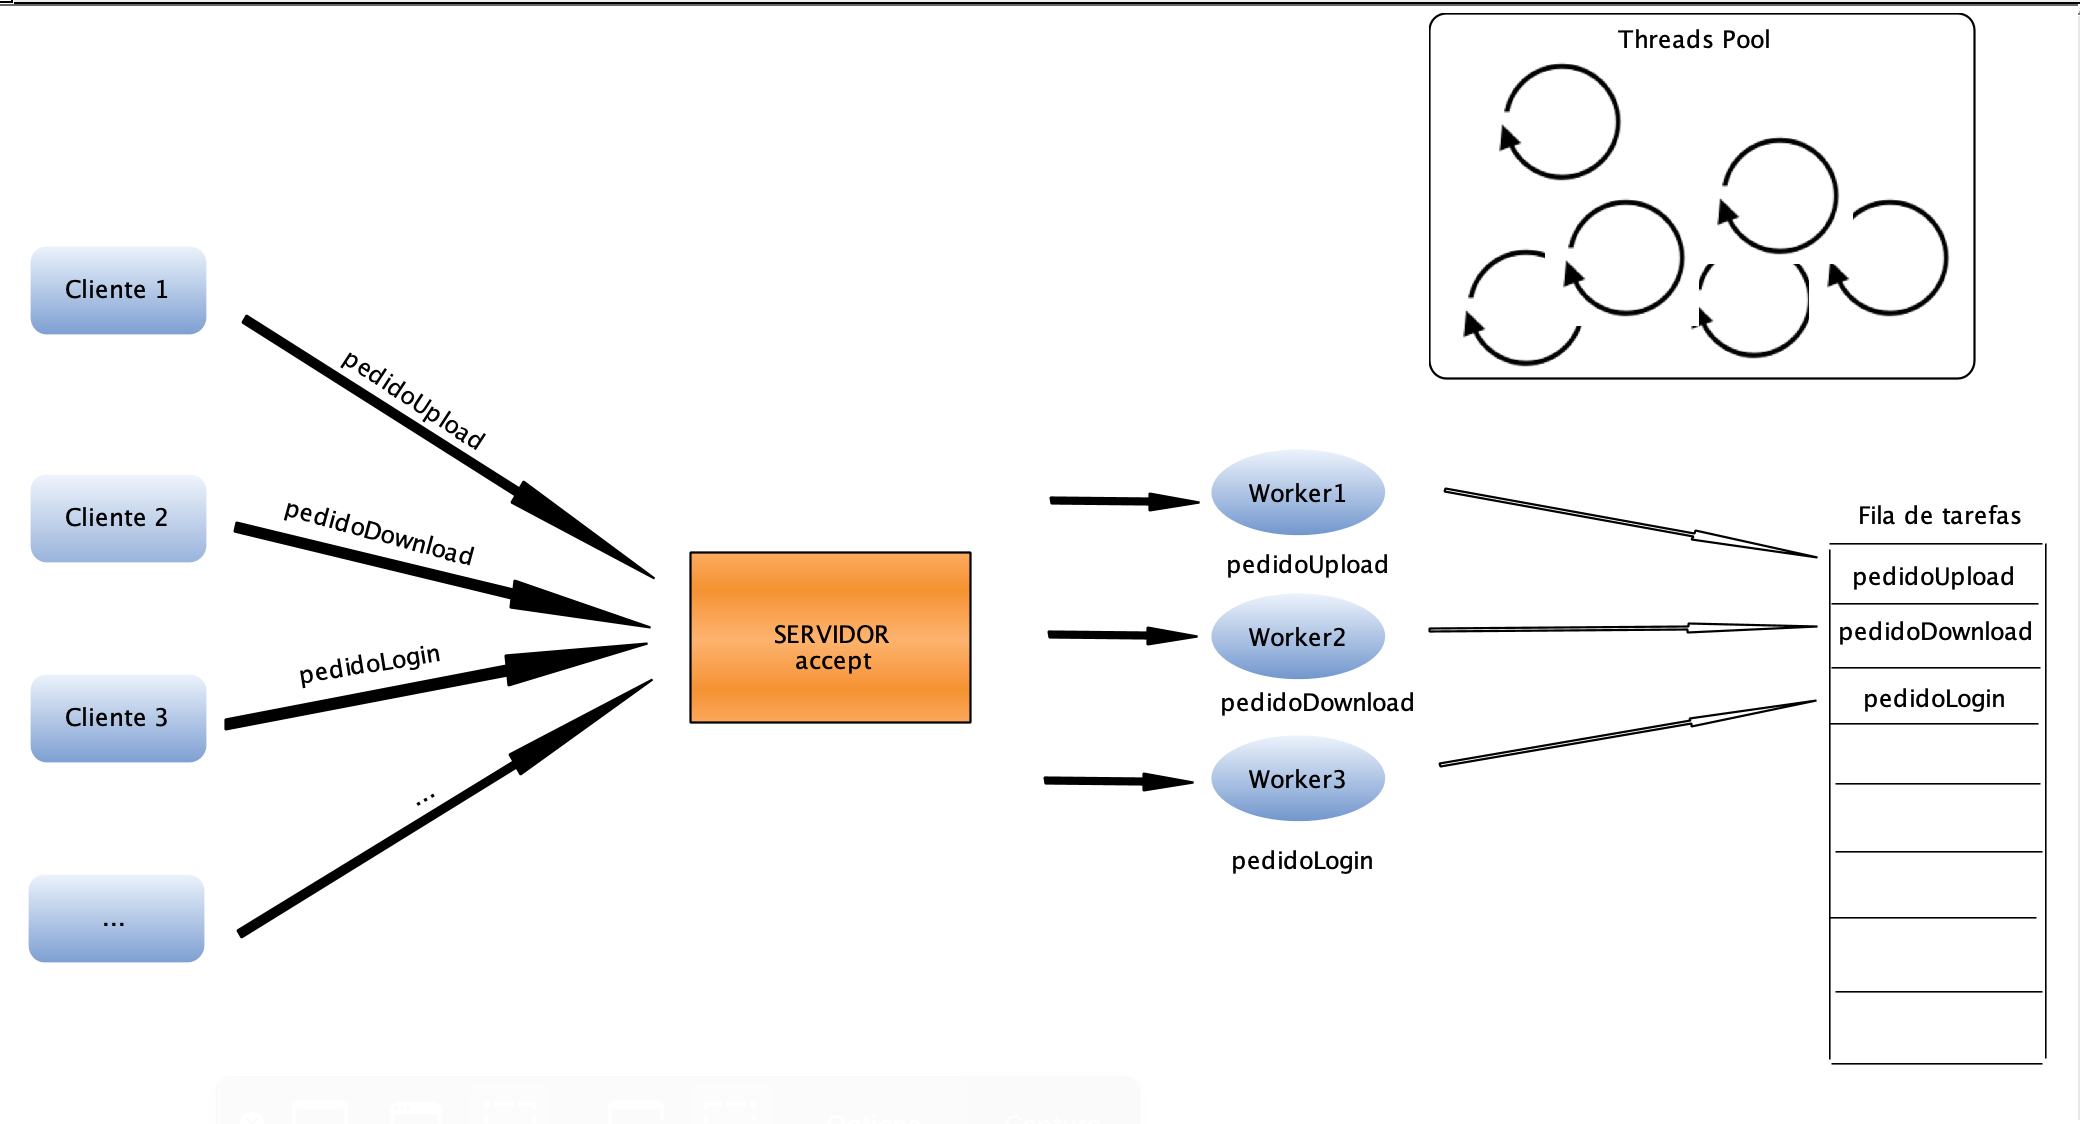 Threads Pool
Cliente 1
pedidoUpload
Cliente 2
pedidoDownload
Cliente 3
pedidoLogin
...
...
SERVIDOR
accept
Worker1
pedidoUpload
Worker2
pedidoDownload
Worker3
pedidoLogin
Fila de tarefas
pedidoUpload
pedidoDownload
pedidoLogin